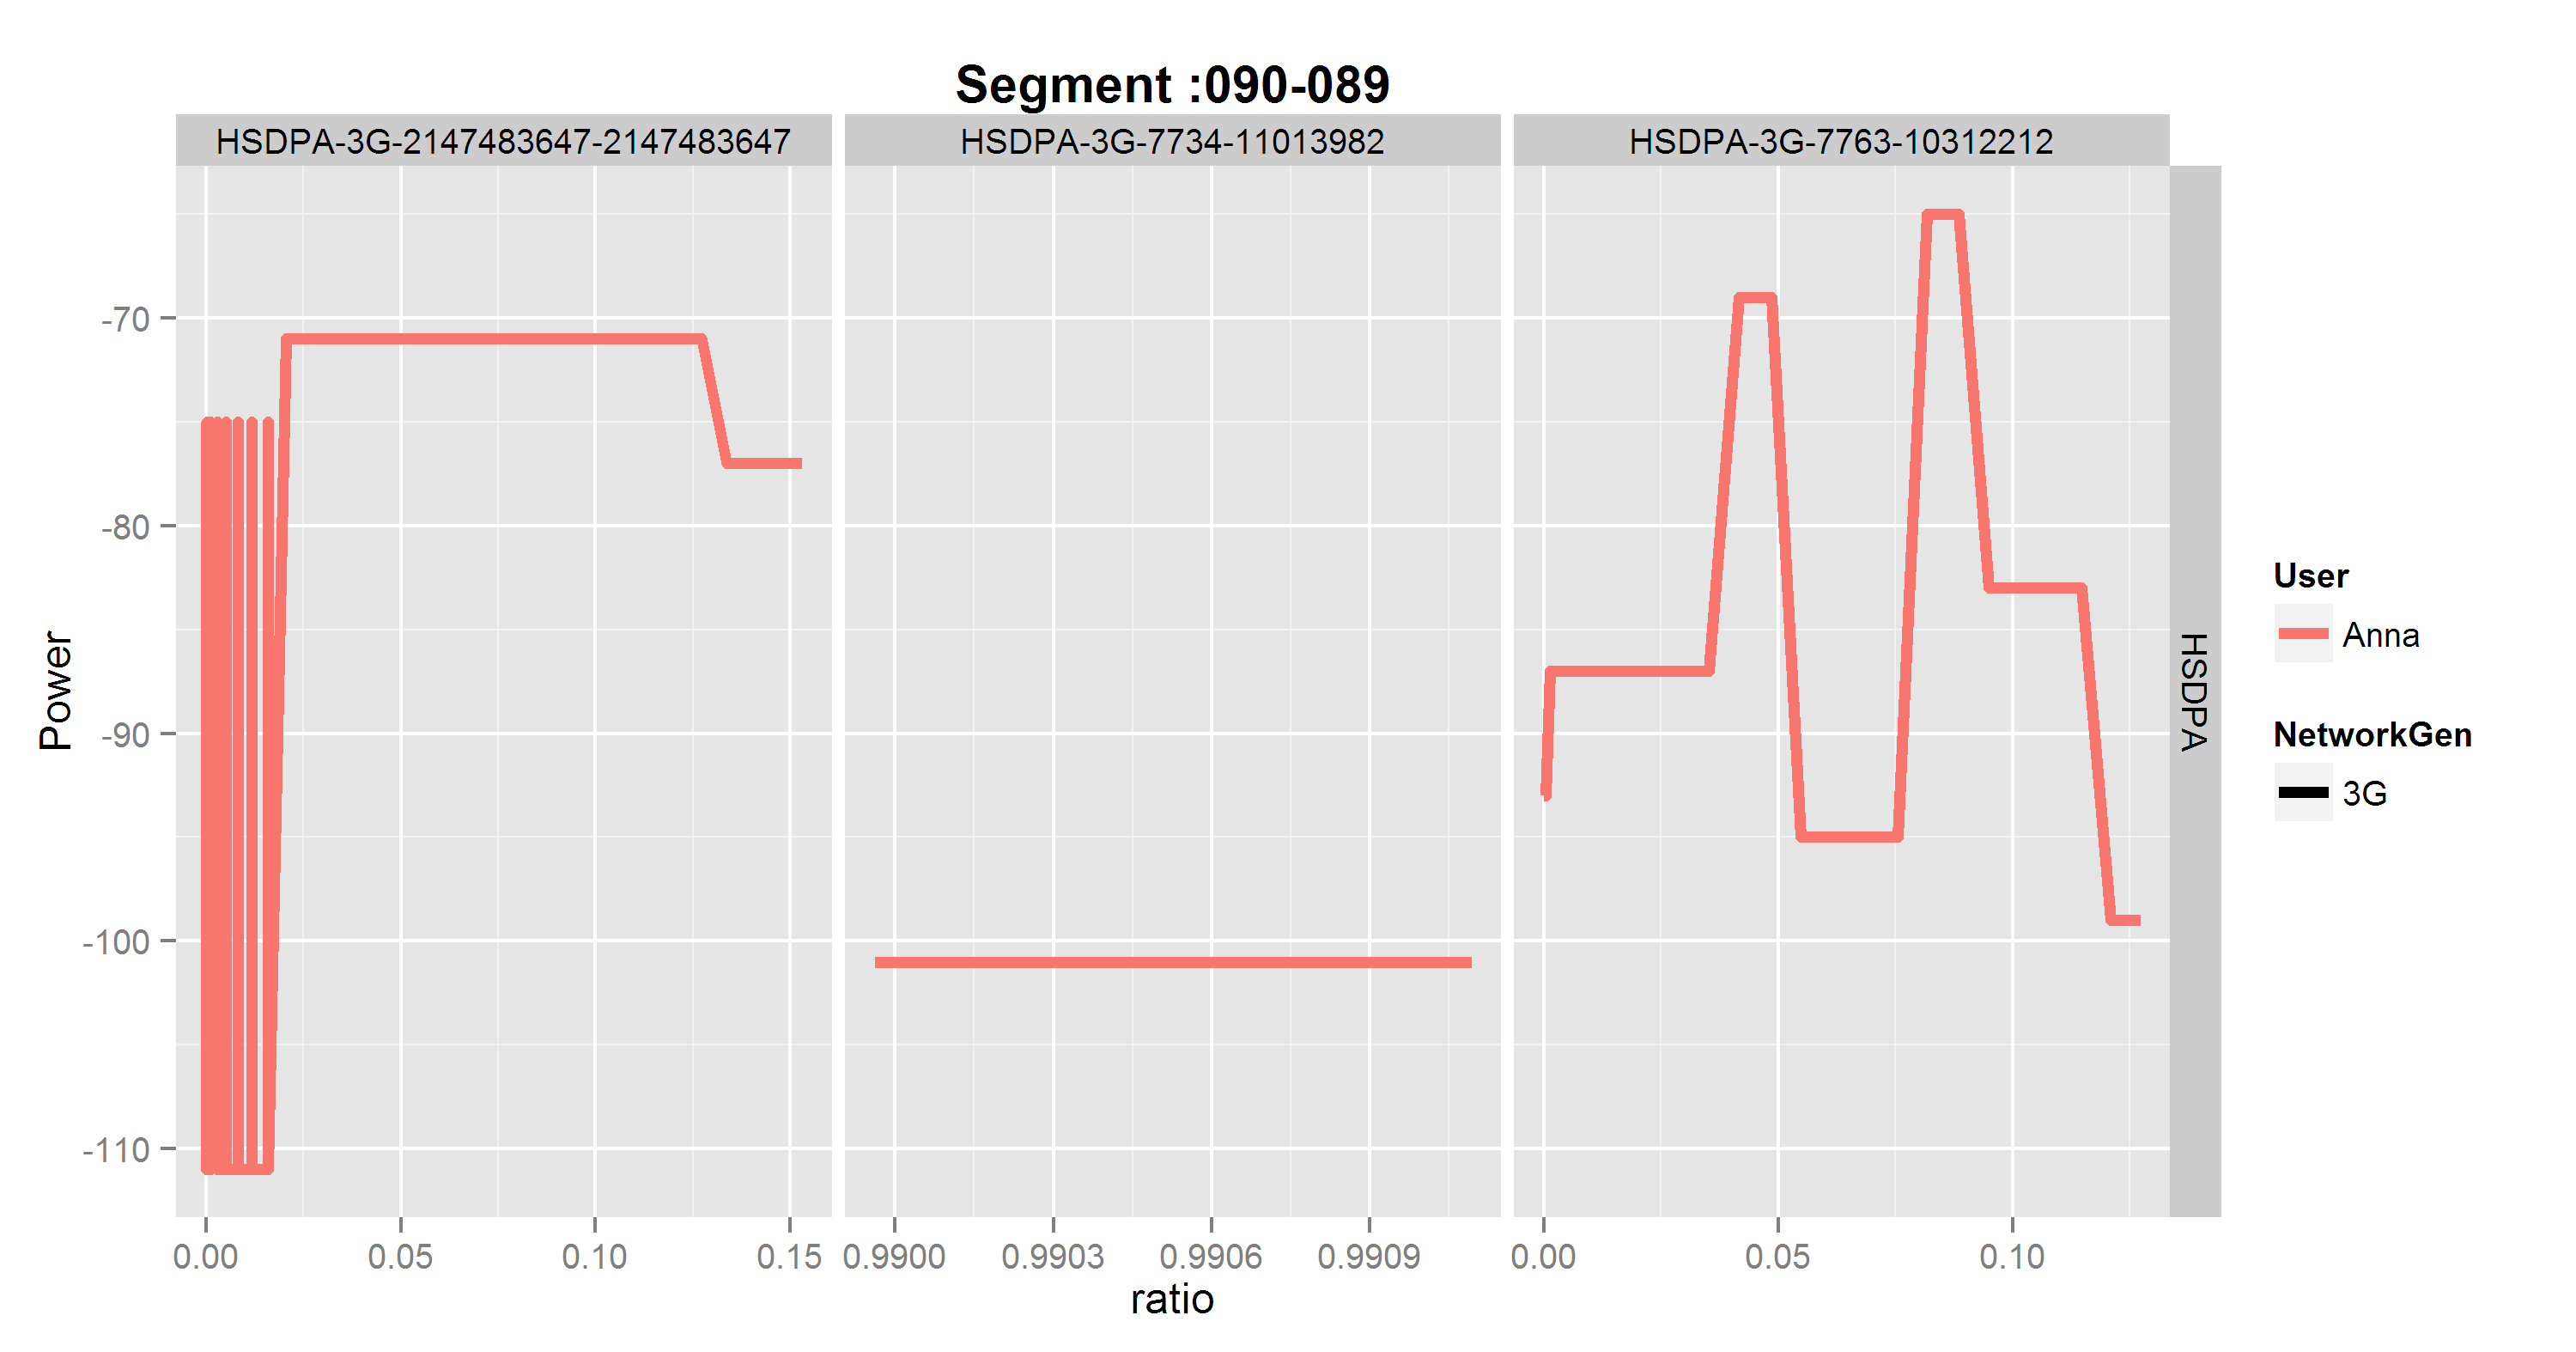 Segment :090-089
HSDPA-3G-2147483647-2147483647
HSDPA-3G-7734-11013982
HSDPA-3G-7763-10312212
Power
-70
-80
-90
-100
-110
HSDPA
0.00 0.05 0.10 0.15
0.9900 0.9903 0.9906 0.9909
0.00 0.05 0.10
ratio
User
Anna
NetworkGen
3G